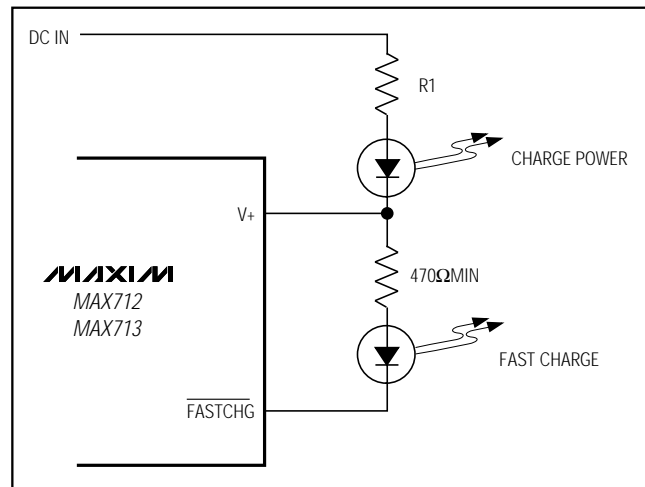 DC IN
R1
CHARGE POWER
V+
MAXIM
MAX712
MAX713
470ΩMIN
FAST CHARGE
FASTCHG